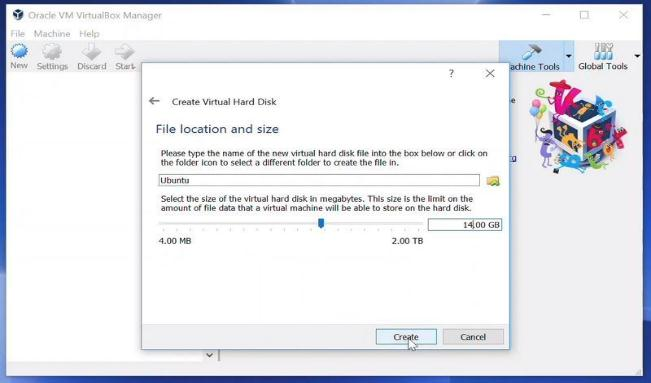 Oracle VM VirtualBox Manager
File Machine Help
New Settings Discard Start
achine Tools Global Tools
?
Create Virtual Hard Disk
File location and size
Please type the name of the new virtual hard disk file into the box below or click on
the folder icon to select a different folder to create the file in.
Ubuntu
Select the size of the virtual hard disk in megabytes. This size is the limit on the
amount of file data that a virtual machine will be able to store on the hard disk.
14.00 GB
4.00 MB 2.00 TB
Create Cancel